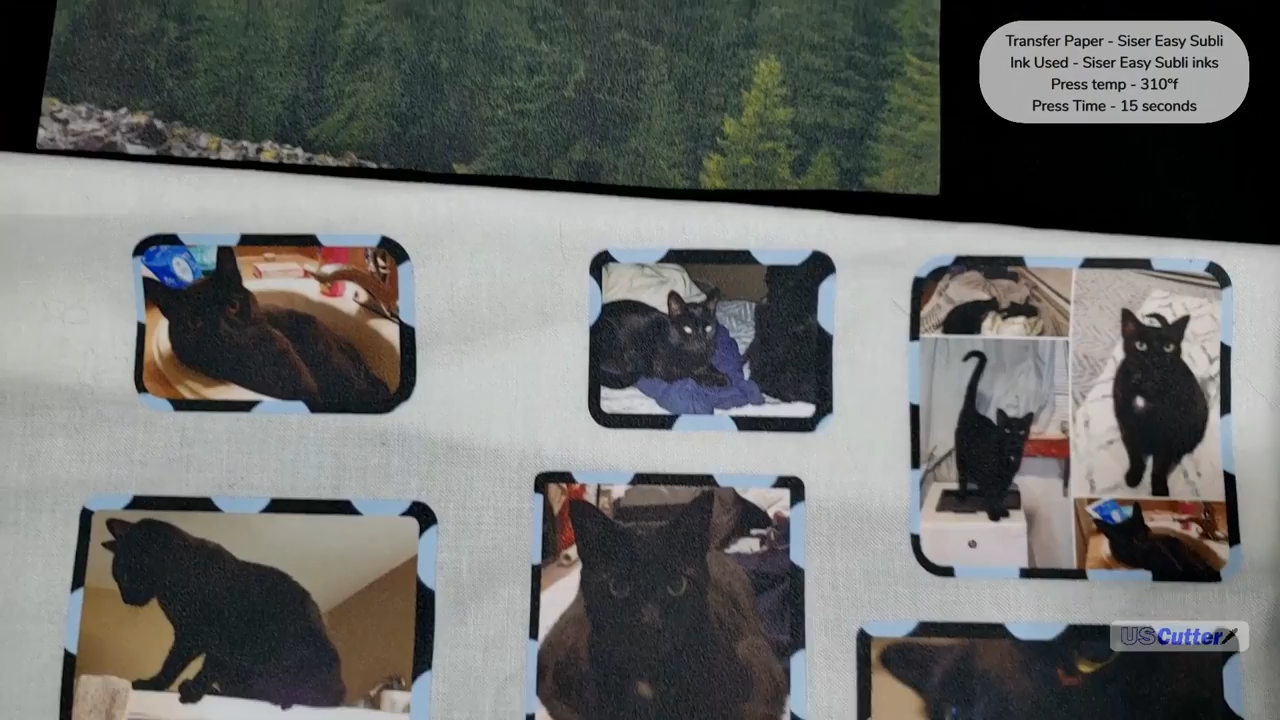 Transfer Paper - Siser Easy Subli
Ink Used - Siser Easy Subli inks
Press temp - 310°f
Press Time - 15 seconds
USCutter